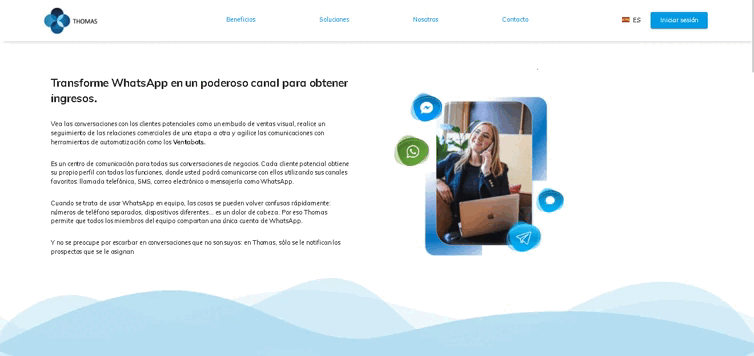 THOMAS
Beneficios
Soluciones
Nosotros
Contacto
ES
Iniciar sesión
Transforme WhatsApp en un poderoso canal para obtener
ingresos.
Vea las conversaciones con los clientes potenciales como un embudo de ventas visual, realice un
seguimiento de las relaciones comerciales de una etapa a otra y agilice las comunicaciones con
herramientas de automatización como los Ventabots.
Es un centro de comunicación para todas sus conversaciones de negocios. Cada cliente potencial obtiene
su propio perfil con todas las funciones, donde usted podrá comunicarse con ellos utilizando sus canales
favoritos: llamada telefónica, SMS, correo electrónico o mensajería como WhatsApp.
Cuando se trata de usar WhatsApp en equipo, las cosas se pueden volver confusas rápidamente:
números de teléfono separados, dispositivos diferentes... es un dolor de cabeza. Por eso Thomas
permite que todos los miembros del equipo compartan una única cuenta de WhatsApp.
Y no se preocupe por escarbar en conversaciones que no son suyas: en Thomas, sólo se le notifican los
prospectos que se le asignan